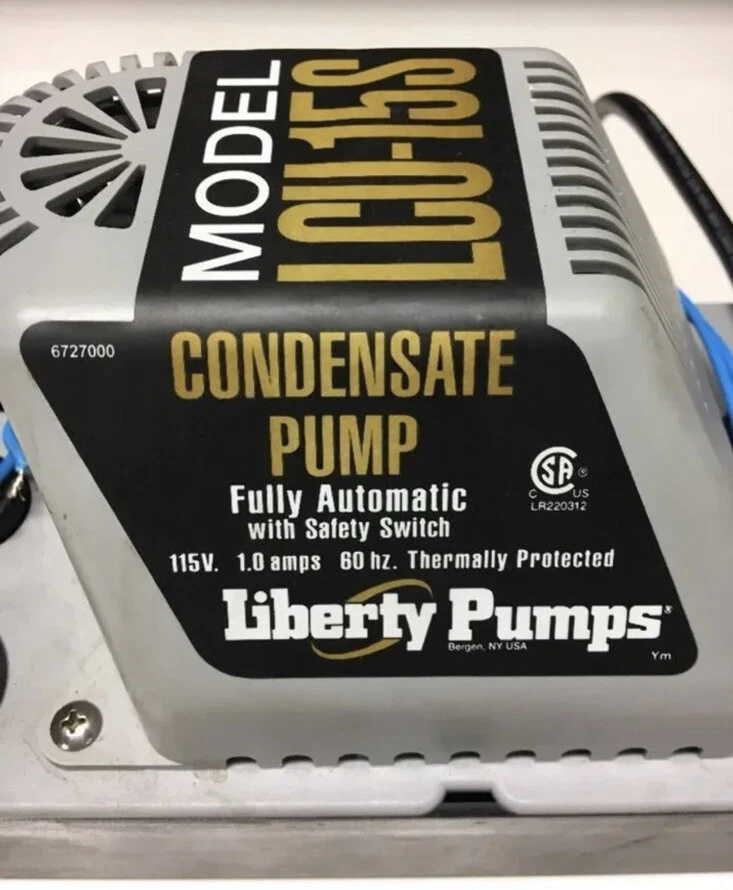 MODEL
LCU-15S
6727000
CONDENSATE
PUMP
Fully Automatic
with Safety Switch
SA ®
C US
LR220312
115V. 1.0 amps 60 hz. Thermally Protected
Liberty Pumps®
Bergen, NY USA
Ym